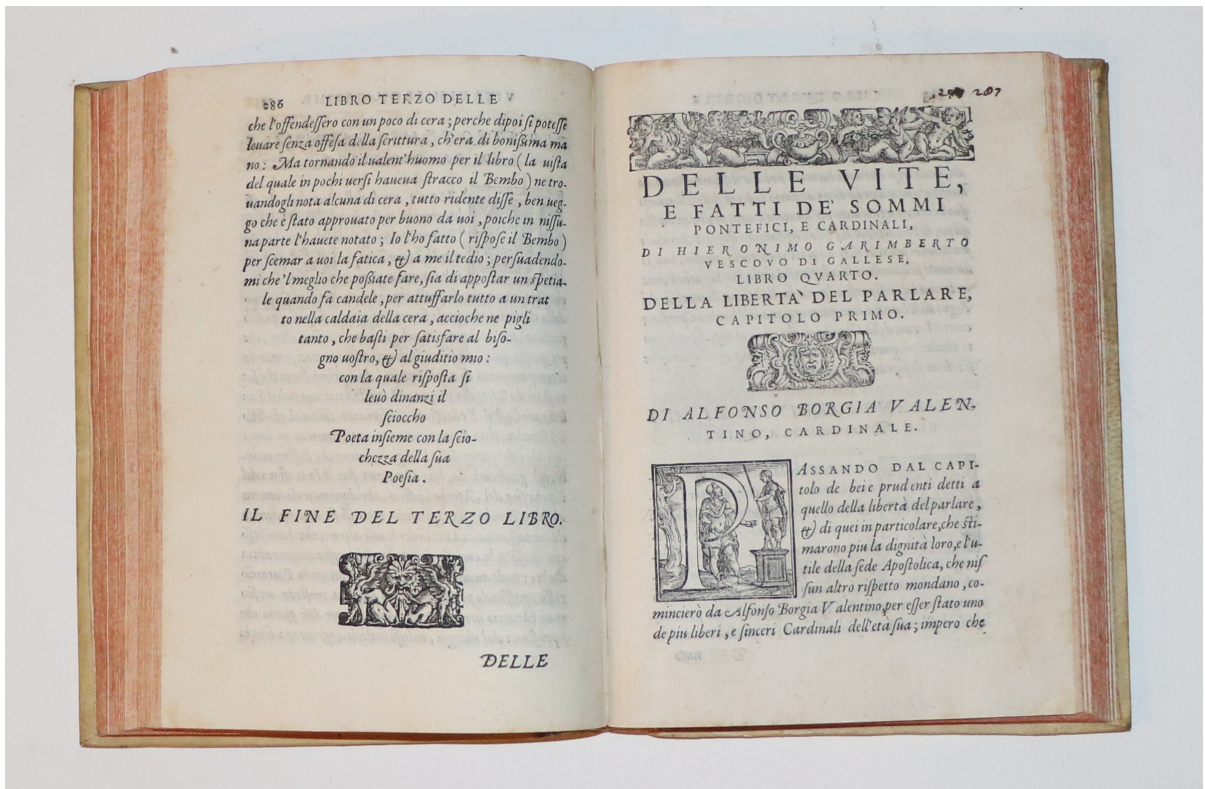 286 LIBRO TERZO DELLE
che l'offendeſſero con un poco di cera; perche dipoi ſi poteſſe
leuare ſenza offeſa della ſcrittura, ch'era di boniſsima ma
no: Ma tornando il ualent'huomo per il libro (la uiſta
del quale in pochi uerſi haueua ſtracco il Bembo) ne tro-
uandogli nota alcuna di cera, tutto ridente diſſe, ben ueg-
go che è ſtato approuato per buono da uoi, poiche in niſſu-
na parte l'hauete notato; Io l'ho fatto (riſpoſe il Bembo)
per ſcemar a uoi la fatica, & a me il tedio; perſuadendo-
mi che'l meglio che poſsiate fare, ſia di appoſtar un ſpetia-
le quando fa candele, per attuffarlo tutto a un trat
to nella caldaia della cera, accioche ne pigli
tanto, che baſti per ſatisfare al biſo-
gno uoſtro, & al giuditio mio:
con la quale riſpoſta ſi
leuò dinanzi il
ſcioccho
Poeta inſieme con la ſcio-
chezza della ſua
Poeſia.
IL FINE DEL TERZO LIBRO.
DELLE
287
DELLE VITE,
E FATTI DE' SOMMI
PONTEFICI, E CARDINALI,
DI HIERONIMO GARIMBERTO
VESCOVO DI GALLESE,
LIBRO QVARTO.
DELLA LIBERTA' DEL PARLARE,
CAPITOLO PRIMO.
DI ALFONSO BORGIA VALEN-
TINO, CARDINALE.
PASSANDO DAL CAPI-
tolo de bei e prudenti detti a
quello della libertà del parlare,
& di quei in particolare, che ſti-
marono piu la dignità loro, e l'u-
tile della ſede Apoſtolica, che niſ
ſun altro riſpetto mondano, co-
mincierò da Alfonſo Borgia Valentino, per eſſer ſtato uno
de piu liberi, e ſinceri Cardinali dell'età ſua; impero che